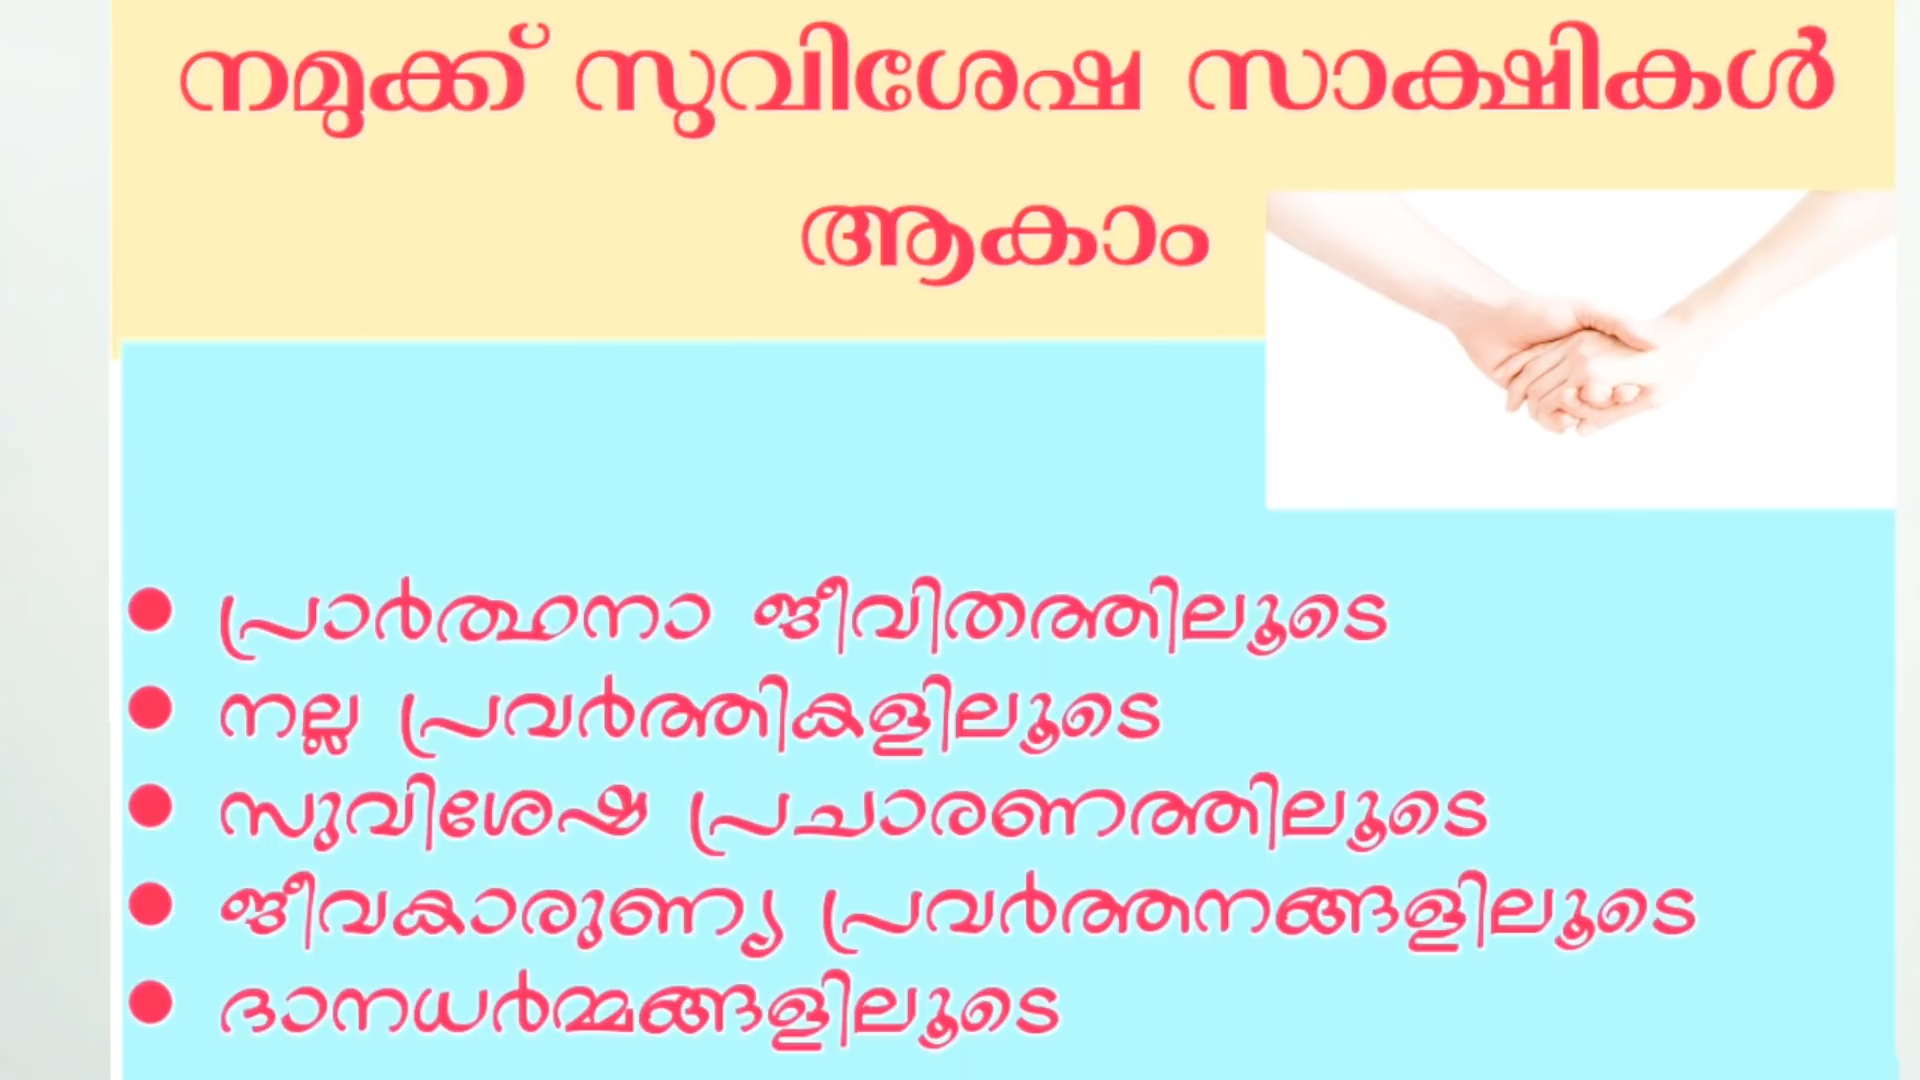 നമുക്ക് സുവിശേഷ സാക്ഷികൾ
ആകാം
● പ്രാർത്ഥനാ ജീവിതത്തിലൂടെ
● നല്ല പ്രവർത്തികളിലൂടെ
● സുവിശേഷ പ്രചാരണത്തിലൂടെ
● ജീവകാരുണ്യ പ്രവർത്തനങ്ങളിലൂടെ
● ദാനധർമ്മങ്ങളിലൂടെ